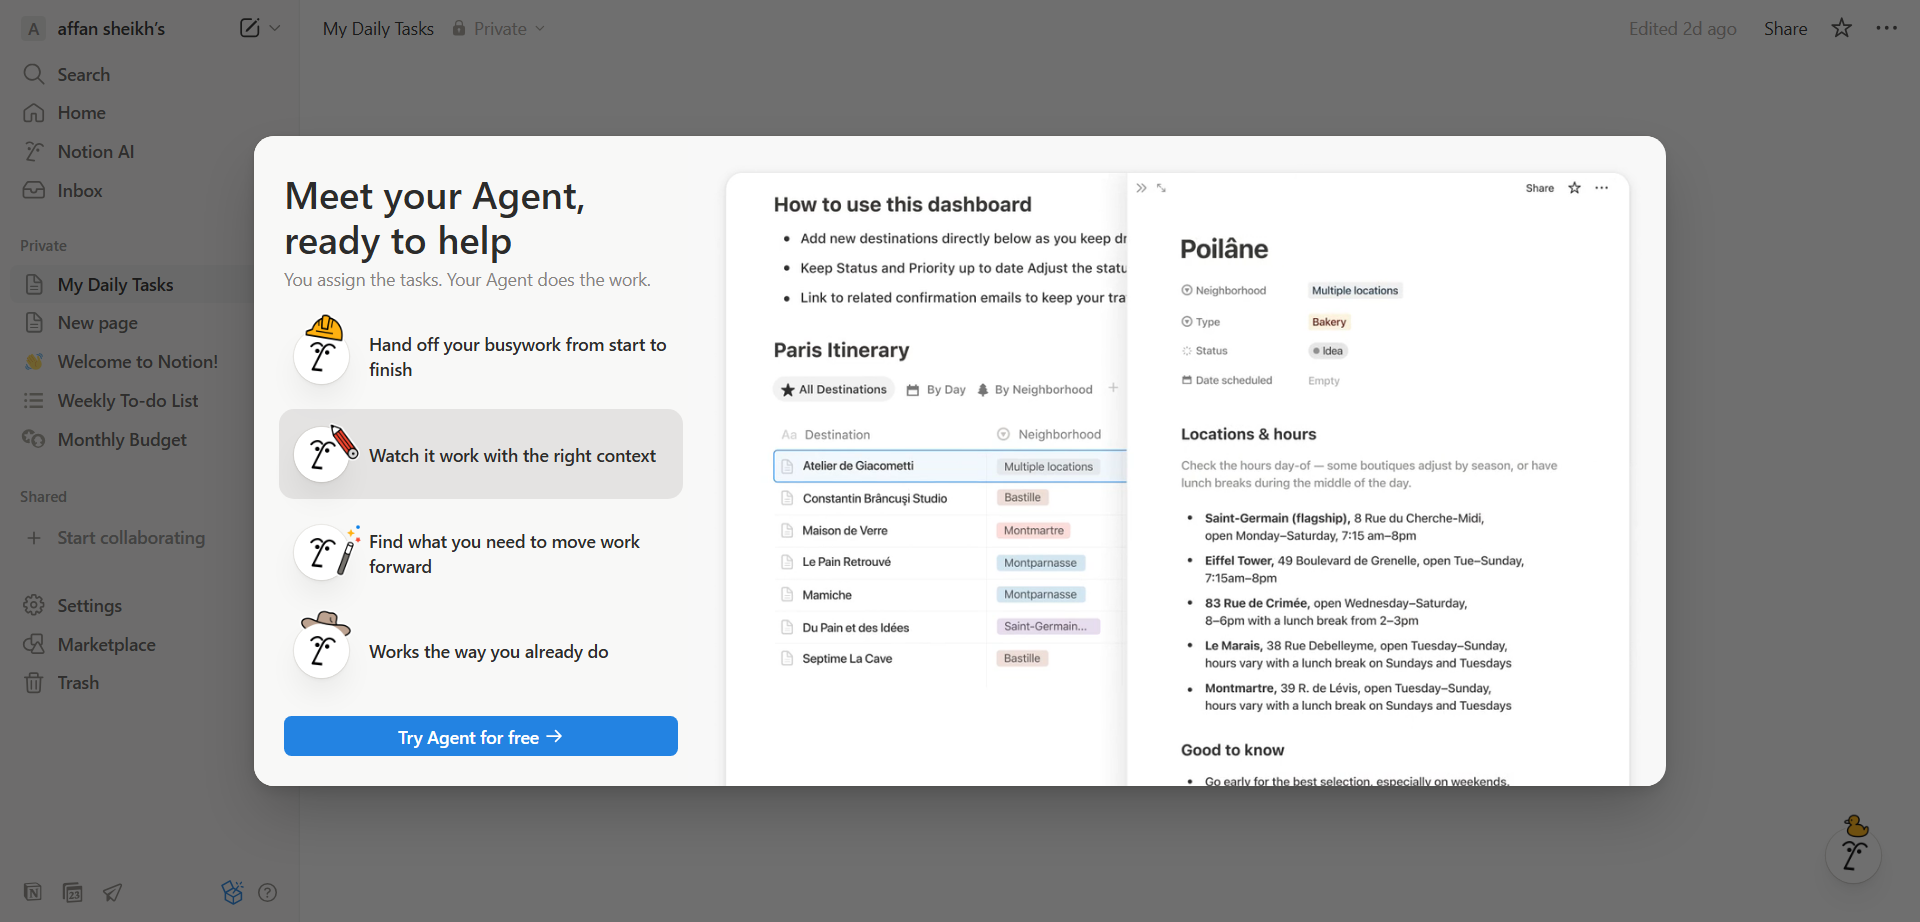 A affan sheikh's
Search
Home
Notion AI
Inbox
Private
My Daily Tasks
New page
Welcome to Notion!
Weekly To-do List
Monthly Budget
Shared
Start collaborating
Settings
Marketplace
Trash
My Daily Tasks Private
Edited 2d ago Share
Meet your Agent,
ready to help
You assign the tasks. Your Agent does the work.
Hand off your busywork from start to
finish
Watch it work with the right context
Find what you need to move work
forward
Works the way you already do
Try Agent for free →
How to use this dashboard
• Add new destinations directly below as you keep dr
• Keep Status and Priority up to date Adjust the statu
• Link to related confirmation emails to keep your tra
Paris Itinerary
All Destinations By Day By Neighborhood +
Aa Destination Neighborhood
Atelier de Giacometti Multiple locations
Constantin Brâncuşi Studio Bastille
Maison de Verre Montmartre
Le Pain Retrouvé Montparnasse
Mamiche Montparnasse
Du Pain et des Idées Saint-Germain...
Septime La Cave Bastille
Share
Poilâne
Neighborhood Multiple locations
Type Bakery
Status Idea
Date scheduled Empty
Locations & hours
Check the hours day-of — some boutiques adjust by season, or have
lunch breaks during the middle of the day.
• Saint-Germain (flagship), 8 Rue du Cherche-Midi,
open Monday–Saturday, 7:15 am–8pm
• Eiffel Tower, 49 Boulevard de Grenelle, open Tue–Sunday,
7:15am–8pm
• 83 Rue de Crimée, open Wednesday–Saturday,
8–6pm with a lunch break from 2–3pm
• Le Marais, 38 Rue Debelleyme, open Tuesday–Sunday,
hours vary with a lunch break on Sundays and Tuesdays
• Montmartre, 39 R. de Lévis, open Tuesday–Sunday,
hours vary with a lunch break on Sundays and Tuesdays
Good to know
• Go early for the best selection, especially on weekends.
N 23 ?